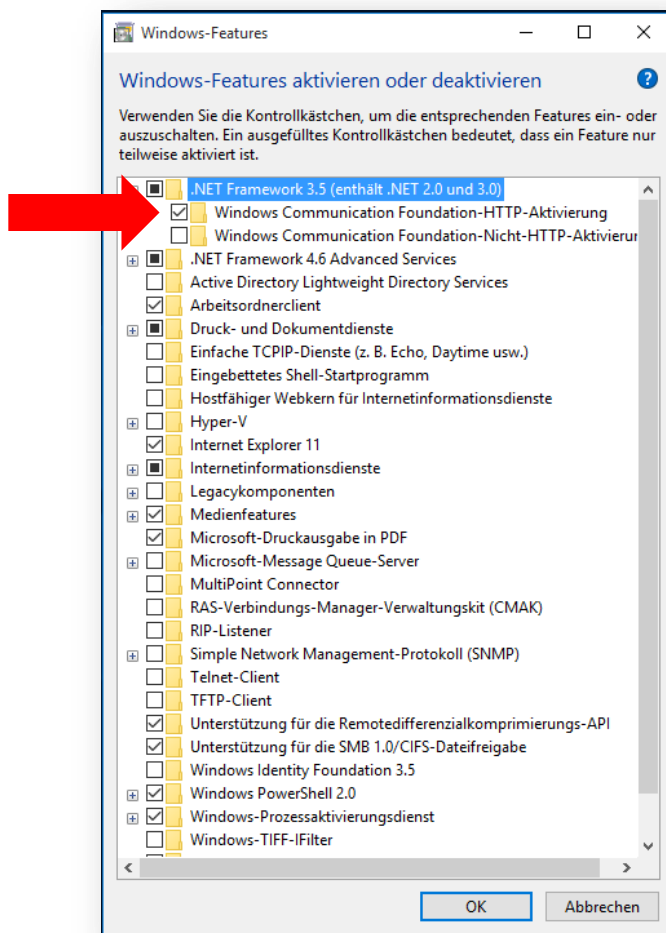 Windows-Features
Windows-Features aktivieren oder deaktivieren
Verwenden Sie die Kontrollkästchen, um die entsprechenden Features ein- oder
auszuschalten. Ein ausgefülltes Kontrollkästchen bedeutet, dass ein Feature nur
teilweise aktiviert ist.
.NET Framework 3.5 (enthält .NET 2.0 und 3.0)
Windows Communication Foundation-HTTP-Aktivierung
Windows Communication Foundation-Nicht-HTTP-Aktivierur
.NET Framework 4.6 Advanced Services
Active Directory Lightweight Directory Services
Arbeitsordnerclient
Druck- und Dokumentdienste
Einfache TCPIP-Dienste (z. B. Echo, Daytime usw.)
Eingebettetes Shell-Startprogramm
Hostfähiger Webkern für Internetinformationsdienste
Hyper-V
Internet Explorer 11
Internetinformationsdienste
Legacykomponenten
Medienfeatures
Microsoft-Druckausgabe in PDF
Microsoft-Message Queue-Server
MultiPoint Connector
RAS-Verbindungs-Manager-Verwaltungskit (CMAK)
RIP-Listener
Simple Network Management-Protokoll (SNMP)
Telnet-Client
TFTP-Client
Unterstützung für die Remotedifferenzialkomprimierungs-API
Unterstützung für die SMB 1.0/CIFS-Dateifreigabe
Windows Identity Foundation 3.5
Windows PowerShell 2.0
Windows-Prozessaktivierungsdienst
Windows-TIFF-IFilter
OK Abbrechen